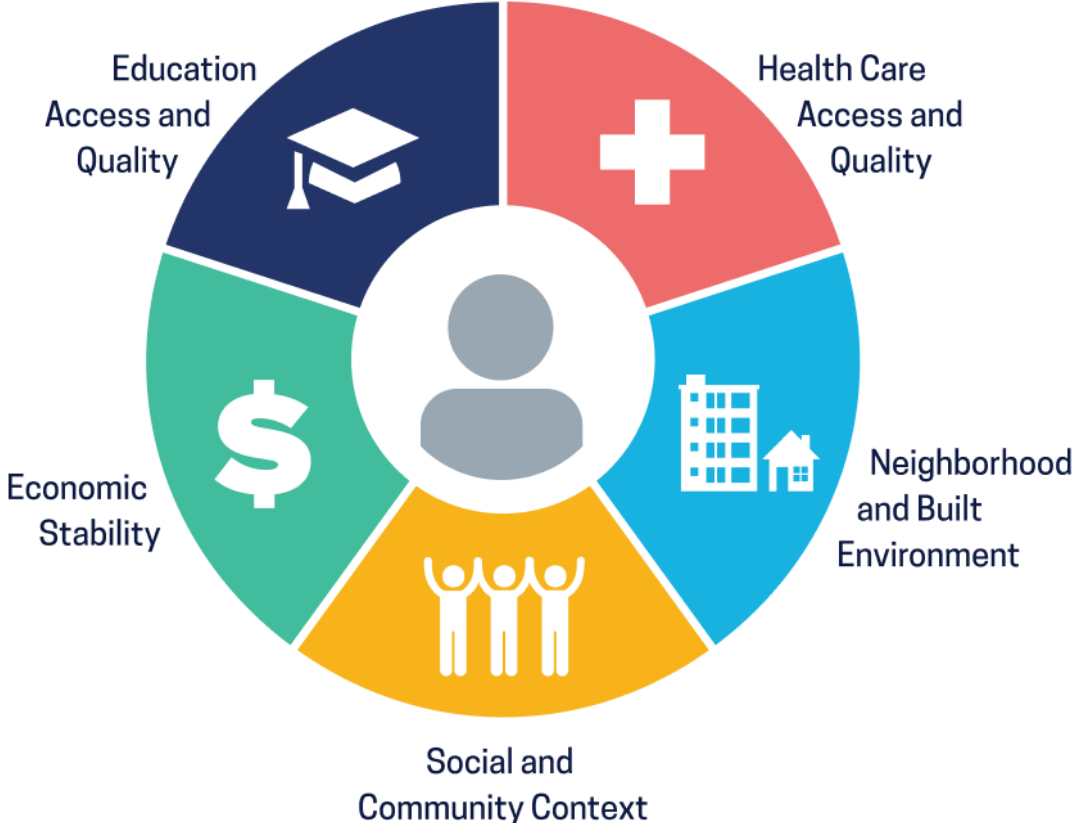 Education
Access and
Quality
Health Care
Access and
Quality
Economic
Stability
Neighborhood
and Built
Environment
Social and
Community Context